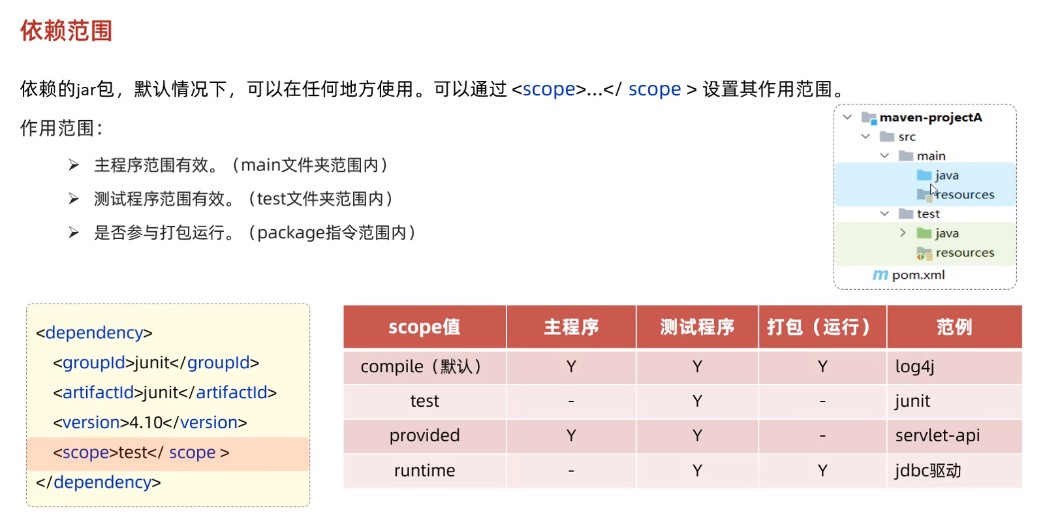 依赖范围
依赖的jar包，默认情况下，可以在任何地方使用。可以通过 <scope>...</ scope > 设置其作用范围。
作用范围：
➢ 主程序范围有效。（main文件夹范围内）
➢ 测试程序范围有效。（test文件夹范围内）
➢ 是否参与打包运行。（package指令范围内）
maven-projectA
src
main
java
resources
test
java
resources
pom.xml
<dependency>
<groupId>junit</groupId>
<artifactId>junit</artifactId>
<version>4.10</version>
<scope>test</ scope >
</dependency>
scope值 主程序 测试程序 打包（运行） 范例
compile（默认） Y Y Y log4j
test - Y - junit
provided Y Y - servlet-api
runtime - Y Y jdbc驱动